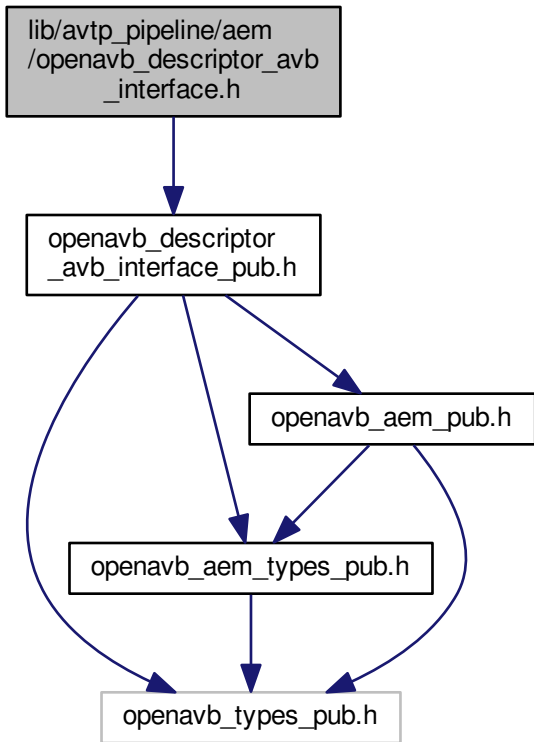 lib/avtp_pipeline/aem
/openavb_descriptor_avb
_interface.h
openavb_descriptor
_avb_interface_pub.h
openavb_aem_pub.h
openavb_aem_types_pub.h
openavb_types_pub.h